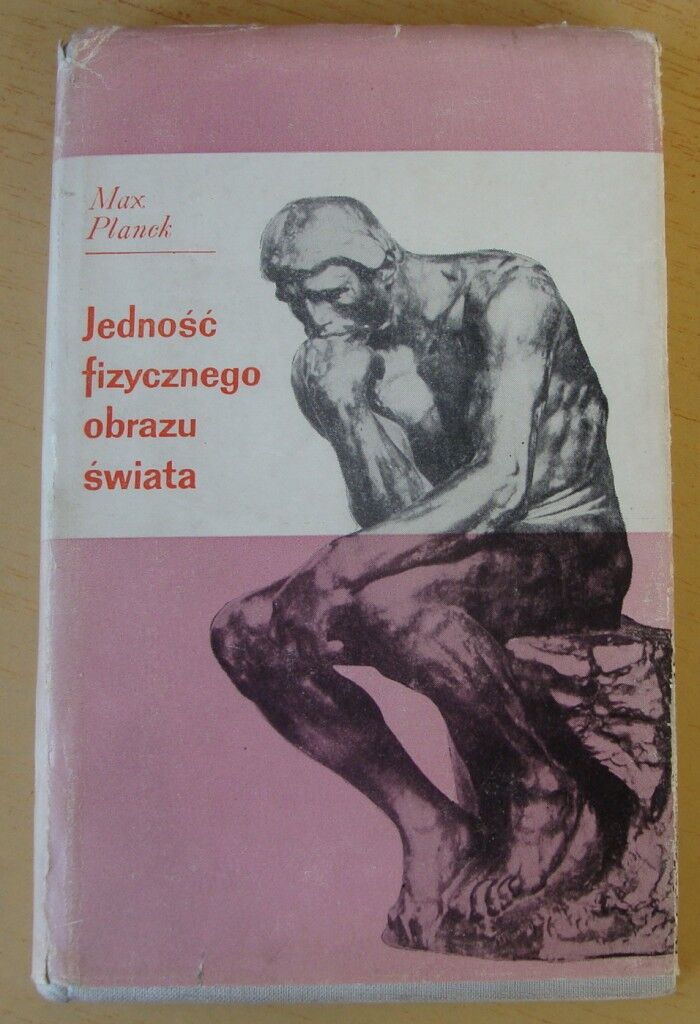 Max
Planck
Jedność
fizycznego
obrazu
świata